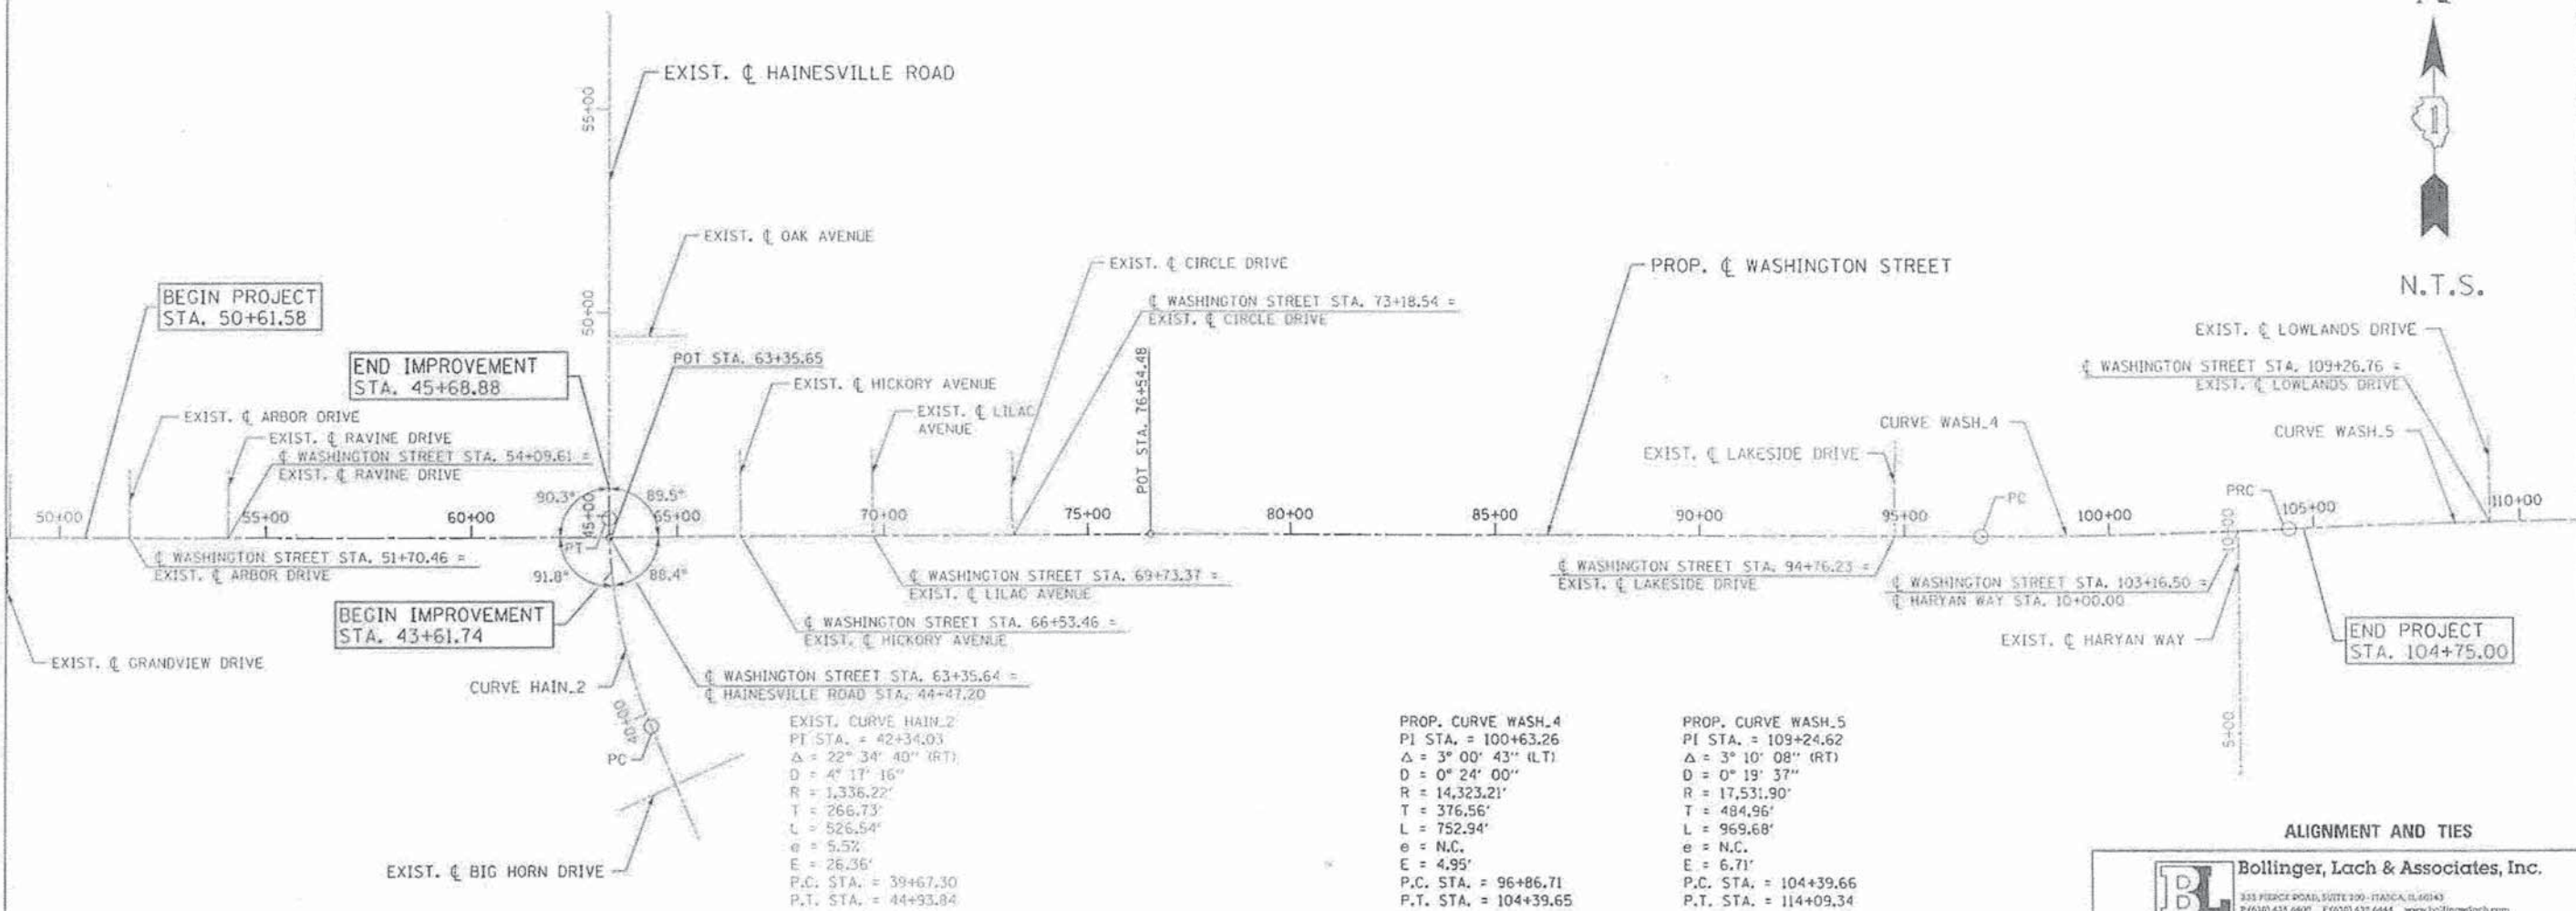 EXIST. ℄ HAINESVILLE ROAD
55+00
EXIST. ℄ OAK AVENUE
50+00
BEGIN PROJECT
STA. 50+61.58
END IMPROVEMENT
STA. 45+68.88
POT STA. 63+35.65
EXIST. ℄ CIRCLE DRIVE
℄ WASHINGTON STREET STA. 73+18.54 =
EXIST. ℄ CIRCLE DRIVE
PROP. ℄ WASHINGTON STREET
N.T.S.
EXIST. ℄ LOWLANDS DRIVE
℄ WASHINGTON STREET STA. 109+26.76 =
EXIST. ℄ LOWLANDS DRIVE
EXIST. ℄ ARBOR DRIVE
EXIST. ℄ RAVINE DRIVE
℄ WASHINGTON STREET STA. 54+09.61 =
EXIST. ℄ RAVINE DRIVE
EXIST. ℄ HICKORY AVENUE
EXIST. ℄ LILAC
AVENUE
POT STA. 76+54.48
EXIST. ℄ LAKESIDE DRIVE
CURVE WASH_4
CURVE WASH_5
90.3°
89.5°
45+00
PC
PRC
50+00
55+00
60+00
65+00
70+00
75+00
80+00
85+00
90+00
95+00
100+00
105+00
110+00
PT
10+00
℄ WASHINGTON STREET STA. 51+70.46 =
EXIST. ℄ ARBOR DRIVE
91.8°
88.4°
℄ WASHINGTON STREET STA. 69+73.37 =
EXIST. ℄ LILAC AVENUE
℄ WASHINGTON STREET STA. 94+76.23 =
EXIST. ℄ LAKESIDE DRIVE
℄ WASHINGTON STREET STA. 103+16.50 =
℄ HARYAN WAY STA. 10+00.00
BEGIN IMPROVEMENT
STA. 43+61.74
℄ WASHINGTON STREET STA. 66+53.46 =
EXIST. ℄ HICKORY AVENUE
EXIST. ℄ HARYAN WAY
END PROJECT
STA. 104+75.00
EXIST. ℄ GRANDVIEW DRIVE
CURVE HAIN_2
℄ WASHINGTON STREET STA. 63+35.64 =
℄ HAINESVILLE ROAD STA. 44+47.20
40+00
PC
5+00
EXIST. ℄ BIG HORN DRIVE
EXIST. CURVE HAIN_2
PI STA. = 42+34.03
Δ = 22° 34' 40" (RT)
D = 4° 17' 16"
R = 1,336.22'
T = 266.73'
L = 526.54'
e = 5.5%
E = 26.36'
P.C. STA. = 39+67.30
P.T. STA. = 44+93.84
PROP. CURVE WASH_4
PI STA. = 100+63.26
Δ = 3° 00' 43" (LT)
D = 0° 24' 00"
R = 14,323.21'
T = 376.56'
L = 752.94'
e = N.C.
E = 4.95'
P.C. STA. = 96+86.71
P.T. STA. = 104+39.65
PROP. CURVE WASH_5
PI STA. = 109+24.62
Δ = 3° 10' 08" (RT)
D = 0° 19' 37"
R = 17,531.90'
T = 484.96'
L = 969.68'
e = N.C.
E = 6.71'
P.C. STA. = 104+39.66
P.T. STA. = 114+09.34
ALIGNMENT AND TIES
BL
Bollinger, Lach & Associates, Inc.
333 PIERCE ROAD, SUITE 200 - ITASCA, IL 60143